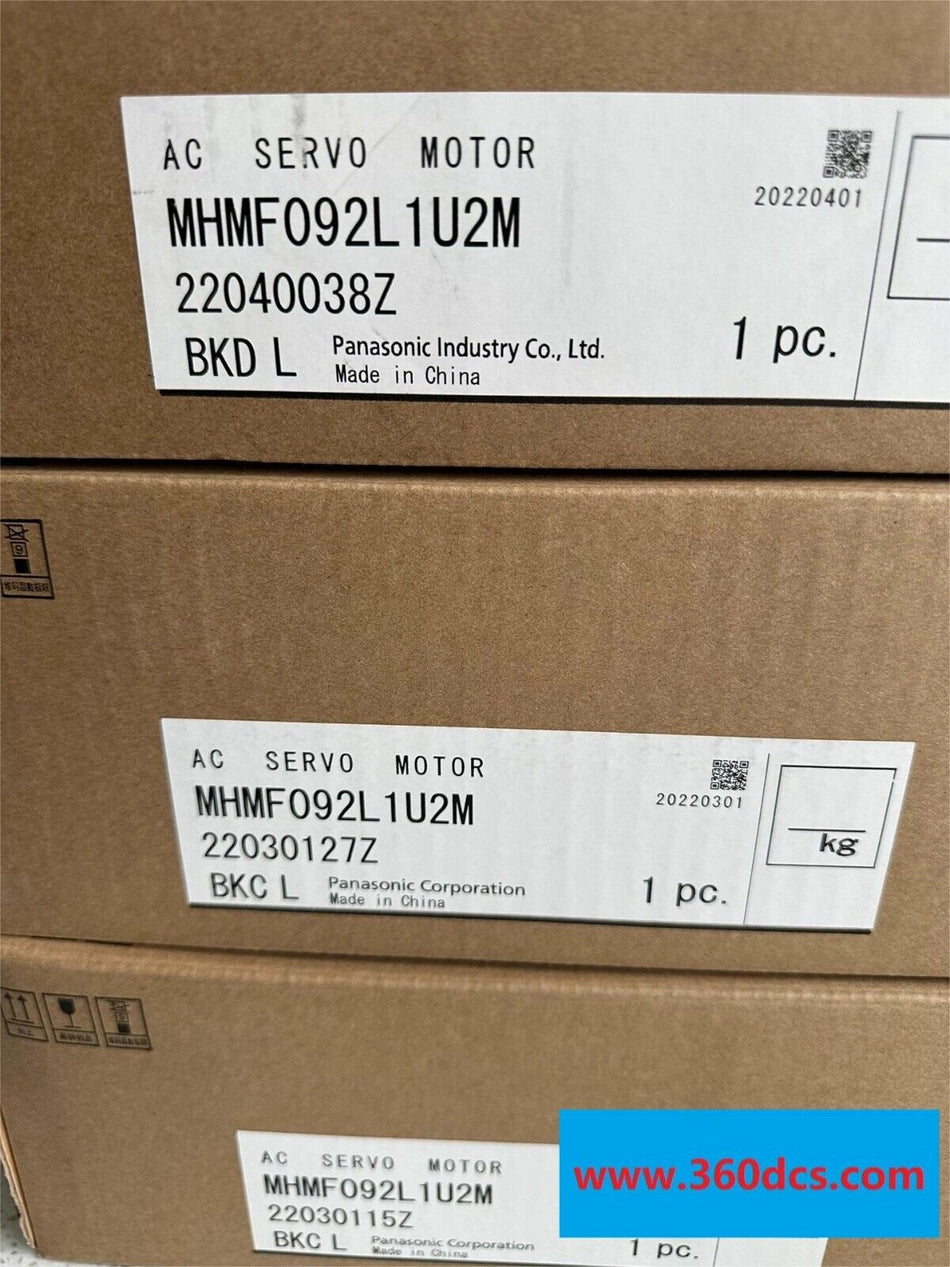 AC SERVO MOTOR
20220401
MHMF092L1U2M
22040038Z
BKD L
Panasonic Industry Co., Ltd.
Made in China
1 pc.
AC SERVO MOTOR
20220301
MHMF092L1U2M
22030127Z
kg
BKC L
Panasonic Corporation
Made in China
1 pc.
AC SERVO MOTOR
MHMF092L1U2M
22030115Z
BKC L
Panasonic Corporation
Made in China
1 pc.
www.360dcs.com